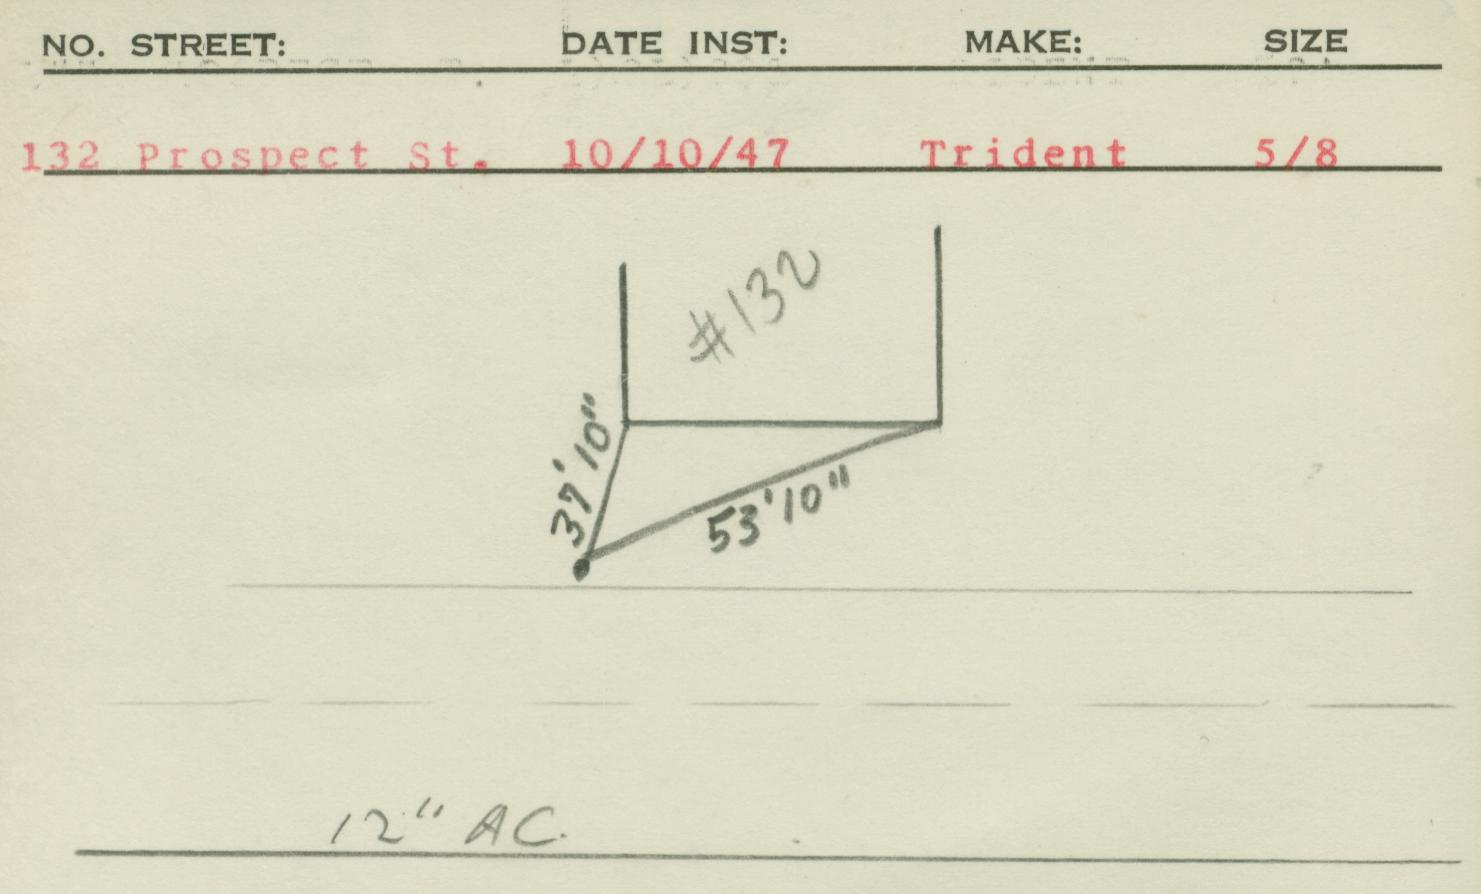 NO. STREET: DATE INST: MAKE: SIZE
132 Prospect St. 10/10/47 Trident 5/8
#132
37'10"
53'10"
12" AC.